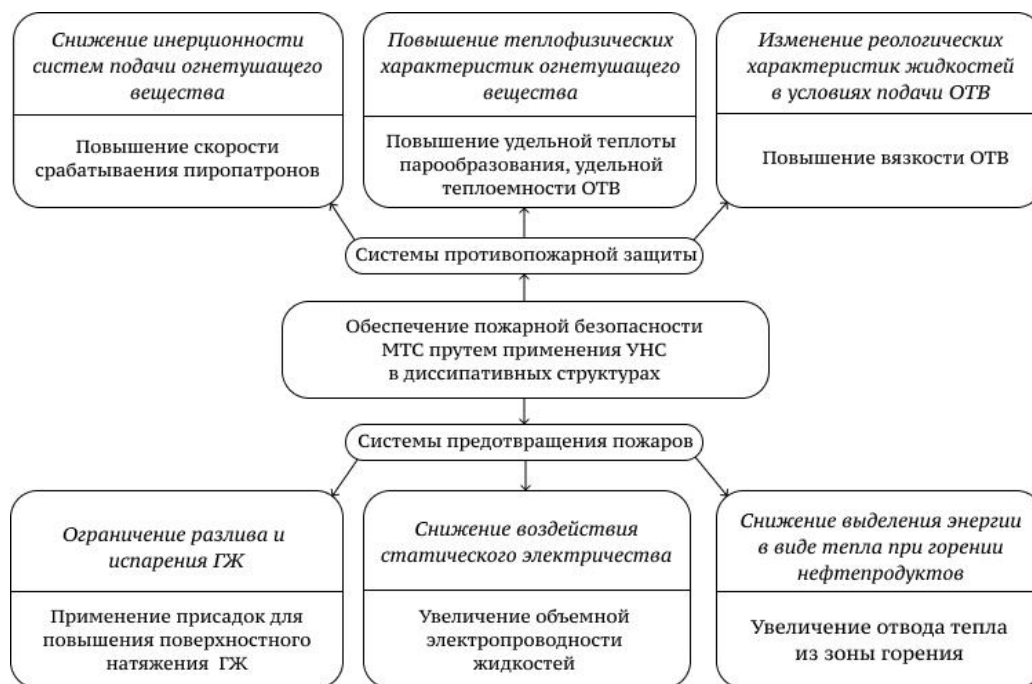 Снижение инерционности
систем подачи огнетушащего
вещества
Повышение скорости
срабатываения пиропатронов
Повышение теплофизических
характеристик огнетушащего
вещества
Повышение удельной теплоты
парообразования, удельной
теплоемкости ОТВ
Изменение реологических
характеристик жидкостей
в условиях подачи ОТВ
Повышение вязкости ОТВ
Системы противопожарной защиты
Обеспечение пожарной безопасности
МТС прутем применения УНС
в диссипативных структурах
Системы предотвращения пожаров
Ограничение разлива и
испарения ГЖ
Применение присадок для
повышения поверхностного
натяжения ГЖ
Снижение воздействия
статического электричества
Увеличение объемной
электропроводности
жидкостей
Снижение выделения энергии
в виде тепла при горении
нефтепродуктов
Увеличение отвода тепла
из зоны горения